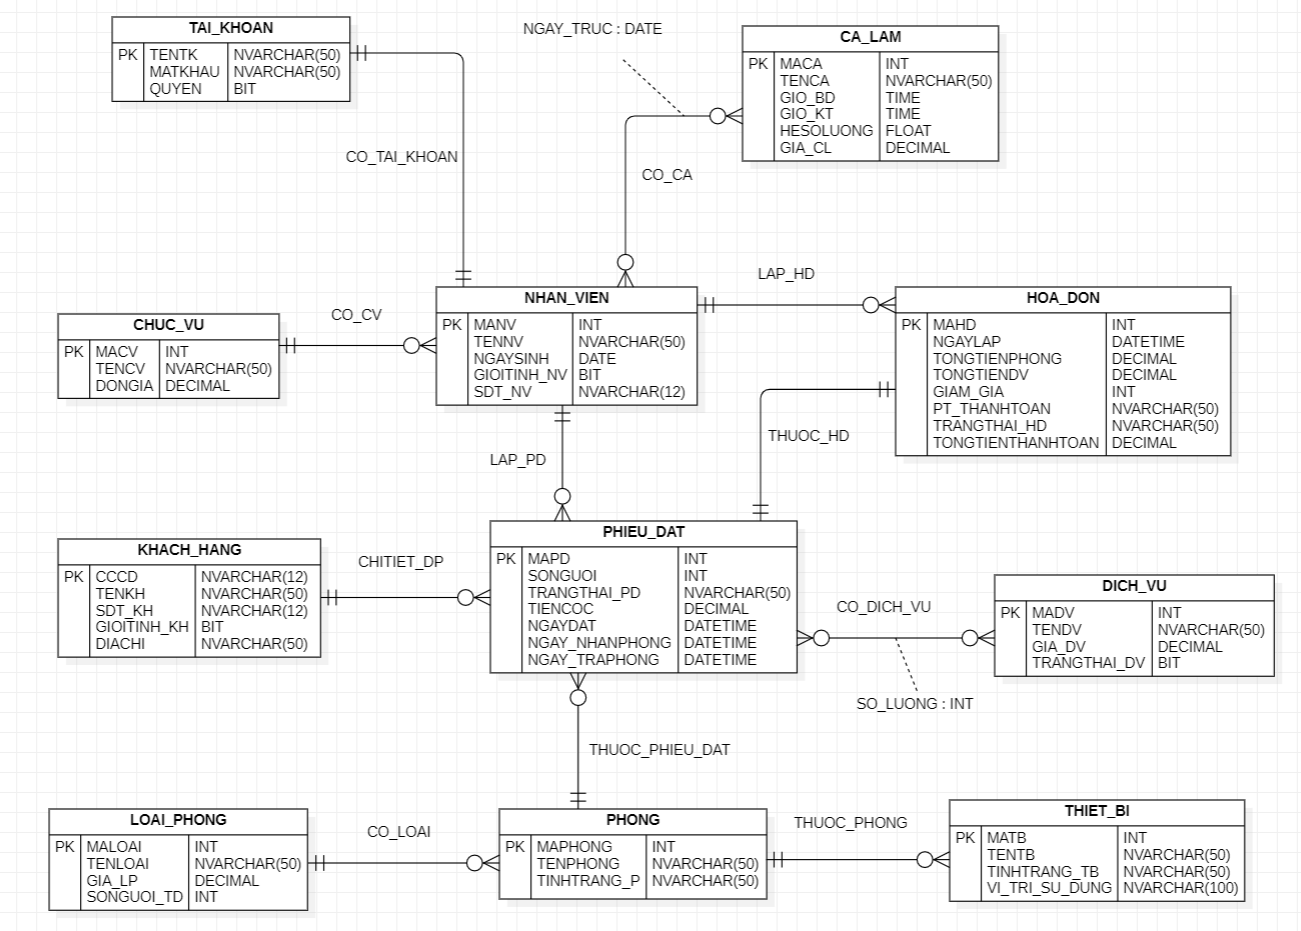 TAI_KHOAN
PK TENTK NVARCHAR(50)
MATKHAU NVARCHAR(50)
QUYEN BIT
NGAY_TRUC : DATE
CA_LAM
PK MACA INT
TENCA NVARCHAR(50)
GIO_BD TIME
GIO_KT TIME
HESOLUONG FLOAT
GIA_CL DECIMAL
CO_TAI_KHOAN
CO_CA
LAP_HD
CHUC_VU
PK MACV INT
TENCV NVARCHAR(50)
DONGIA DECIMAL
CO_CV
NHAN_VIEN
PK MANV INT
TENNV NVARCHAR(50)
NGAYSINH DATE
GIOITINH_NV BIT
SDT_NV NVARCHAR(12)
HOA_DON
PK MAHD INT
NGAYLAP DATETIME
TONGTIENPHONG DECIMAL
TONGTIENDV DECIMAL
GIAM_GIA INT
PT_THANHTOAN NVARCHAR(50)
TRANGTHAI_HD NVARCHAR(50)
TONGTIENTHANHTOAN DECIMAL
THUOC_HD
LAP_PD
KHACH_HANG
PK CCCD NVARCHAR(12)
TENKH NVARCHAR(50)
SDT_KH NVARCHAR(12)
GIOITINH_KH BIT
DIACHI NVARCHAR(50)
CHITIET_DP
PHIEU_DAT
PK MAPD INT
SONGUOI INT
TRANGTHAI_PD NVARCHAR(50)
TIENCOC DECIMAL
NGAYDAT DATETIME
NGAY_NHANPHONG DATETIME
NGAY_TRAPHONG DATETIME
CO_DICH_VU
DICH_VU
PK MADV INT
TENDV NVARCHAR(50)
GIA_DV DECIMAL
TRANGTHAI_DV BIT
SO_LUONG : INT
THUOC_PHIEU_DAT
LOAI_PHONG
PK MALOAI INT
TENLOAI NVARCHAR(50)
GIA_LP DECIMAL
SONGUOI_TD INT
CO_LOAI
PHONG
PK MAPHONG INT
TENPHONG NVARCHAR(50)
TINHTRANG_P NVARCHAR(50)
THUOC_PHONG
THIET_BI
PK MATB INT
TENTB NVARCHAR(50)
TINHTRANG_TB NVARCHAR(50)
VI_TRI_SU_DUNG NVARCHAR(100)